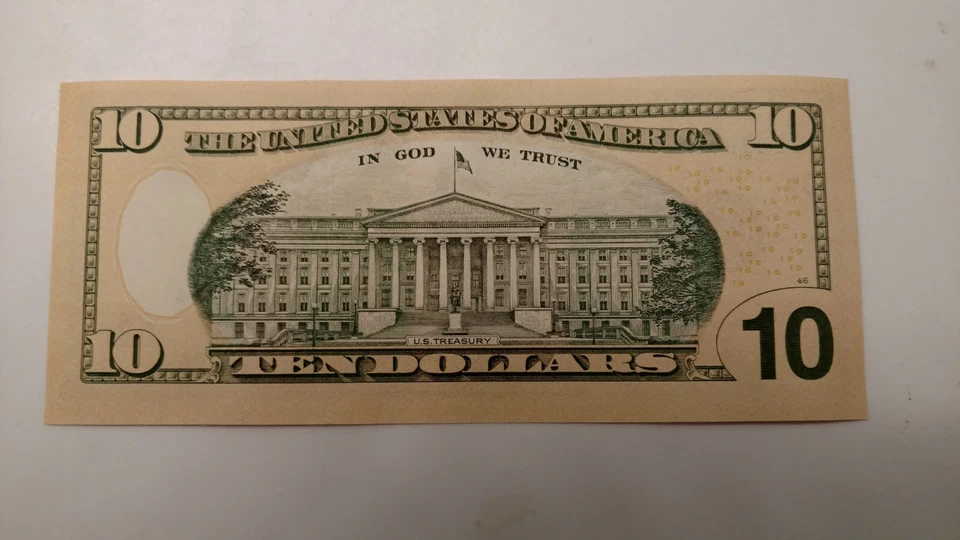 10 THE UNITED STATES OF AMERICA 10
IN GOD WE TRUST
46
U.S. TREASURY
10 TEN DOLLARS 10